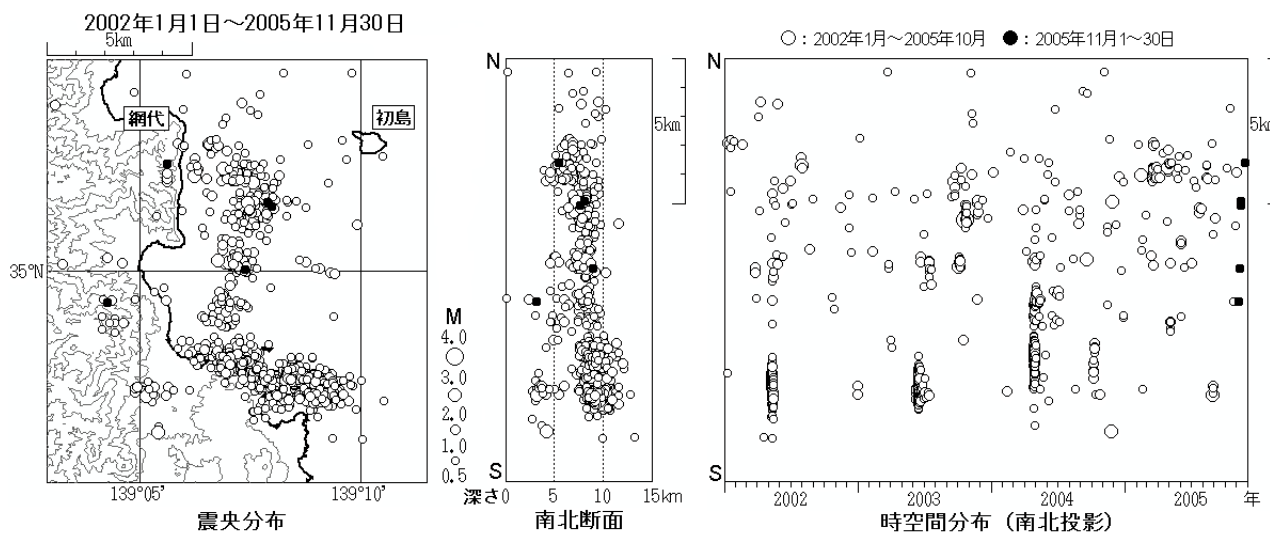 2002年1月1日～2005年11月30日
5km
網代
初島
35°N
139°05′
139°10′
震央分布
M
4.0
3.0
2.0
1.0
0.5
N
S
5km
深さ 0 5 10 15km
南北断面
○：2002年1月～2005年10月 ●：2005年11月1～30日
N
S
5k
2002 2003 2004 2005 年
時空間分布（南北投影）